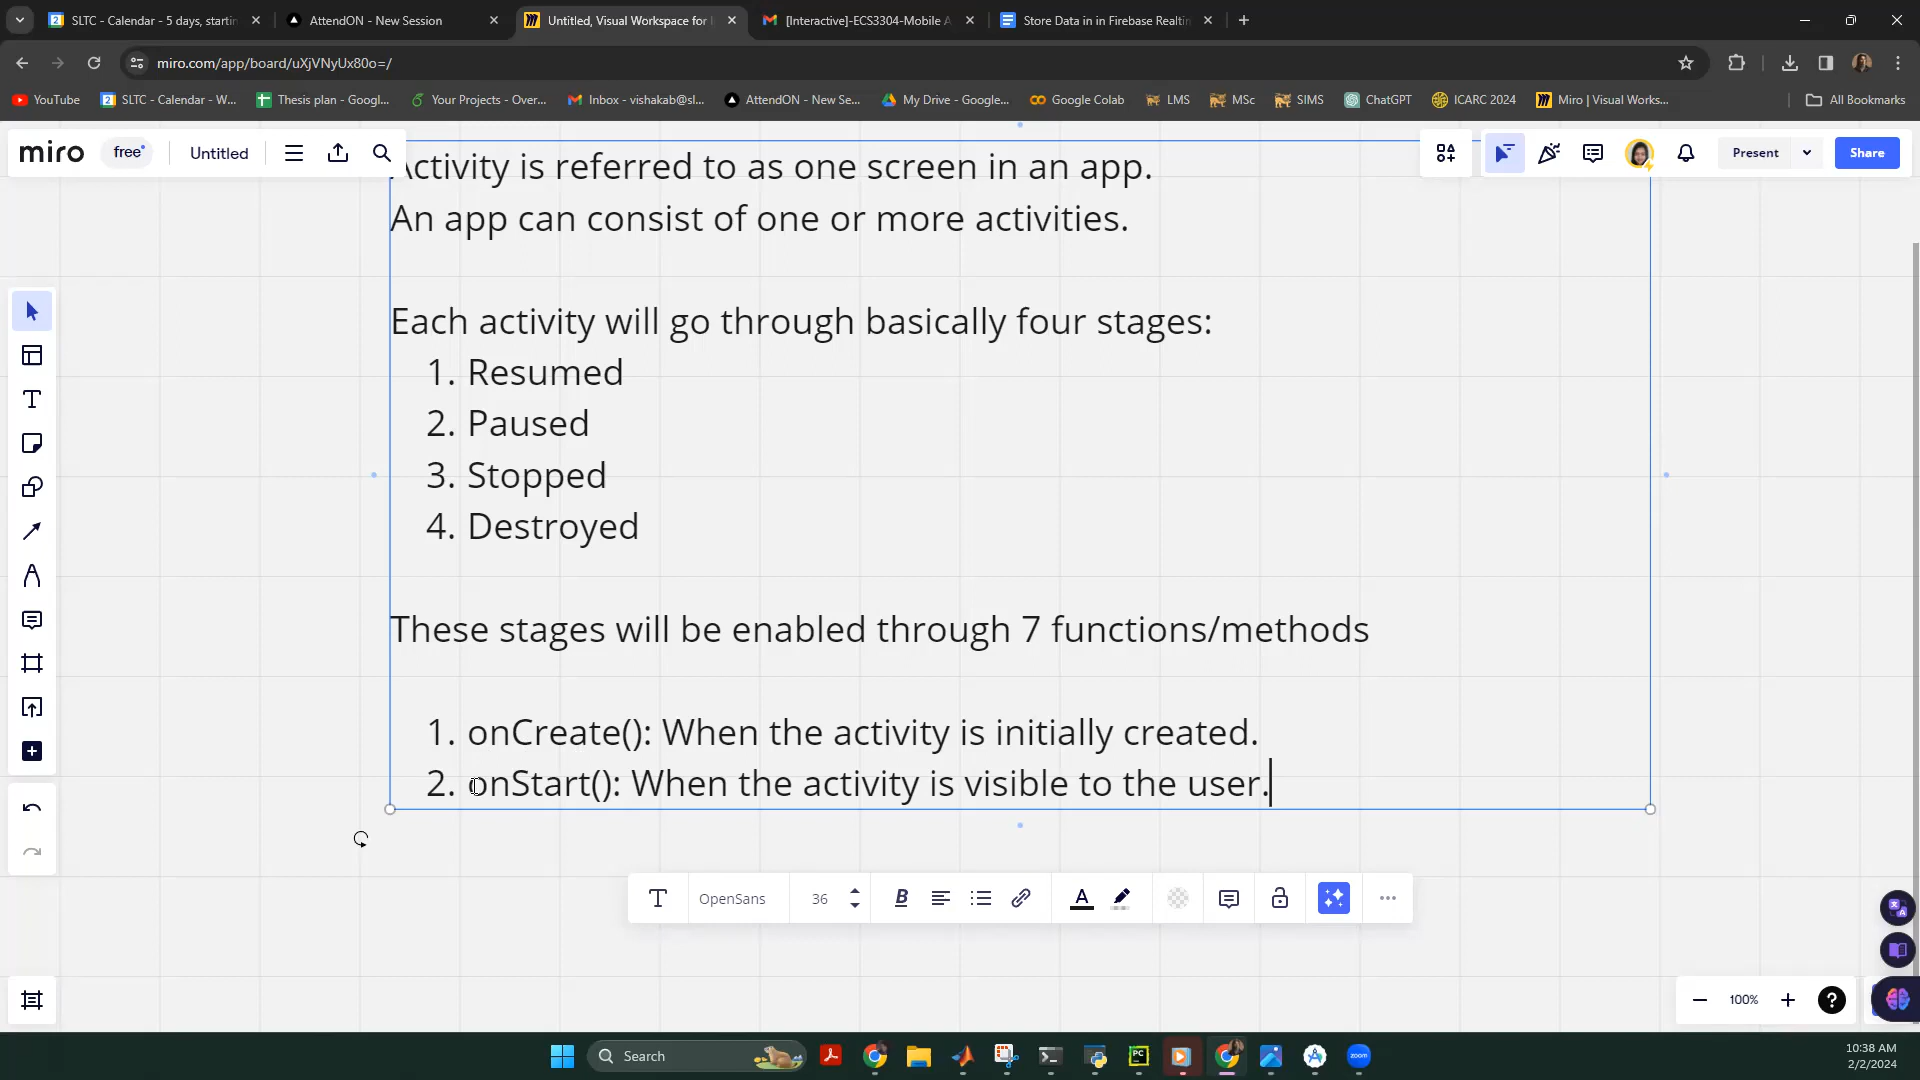 SLTC - Calendar - 5 days, startin
AttendON - New Session
Untitled, Visual Workspace for I
[Interactive]-ECS3304-Mobile A
Store Data in in Firebase Realtin
miro.com/app/board/uXjVNyUx80o=/
YouTube
SLTC - Calendar - W...
Thesis plan - Googl...
Your Projects - Over...
Inbox - vishakab@sl...
AttendON - New Se...
My Drive - Google...
Google Colab
LMS
MSc
SIMS
ChatGPT
ICARC 2024
Miro | Visual Works...
All Bookmarks
miro
free
Untitled
Present
Share
Activity is referred to as one screen in an app.
An app can consist of one or more activities.
Each activity will go through basically four stages:
1. Resumed
2. Paused
3. Stopped
4. Destroyed
These stages will be enabled through 7 functions/methods
1. onCreate(): When the activity is initially created.
2. onStart(): When the activity is visible to the user.
OpenSans
36
100%
Search
zoom
10:38 AM
2/2/2024